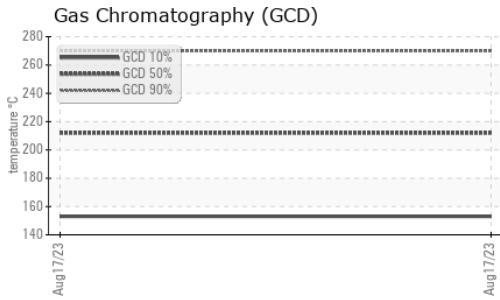 Gas Chromatography (GCD)
280
260
240
220
200
180
160
140
temperature °C
GCD 10%
GCD 50%
GCD 90%
Aug17/23
Aug17/23